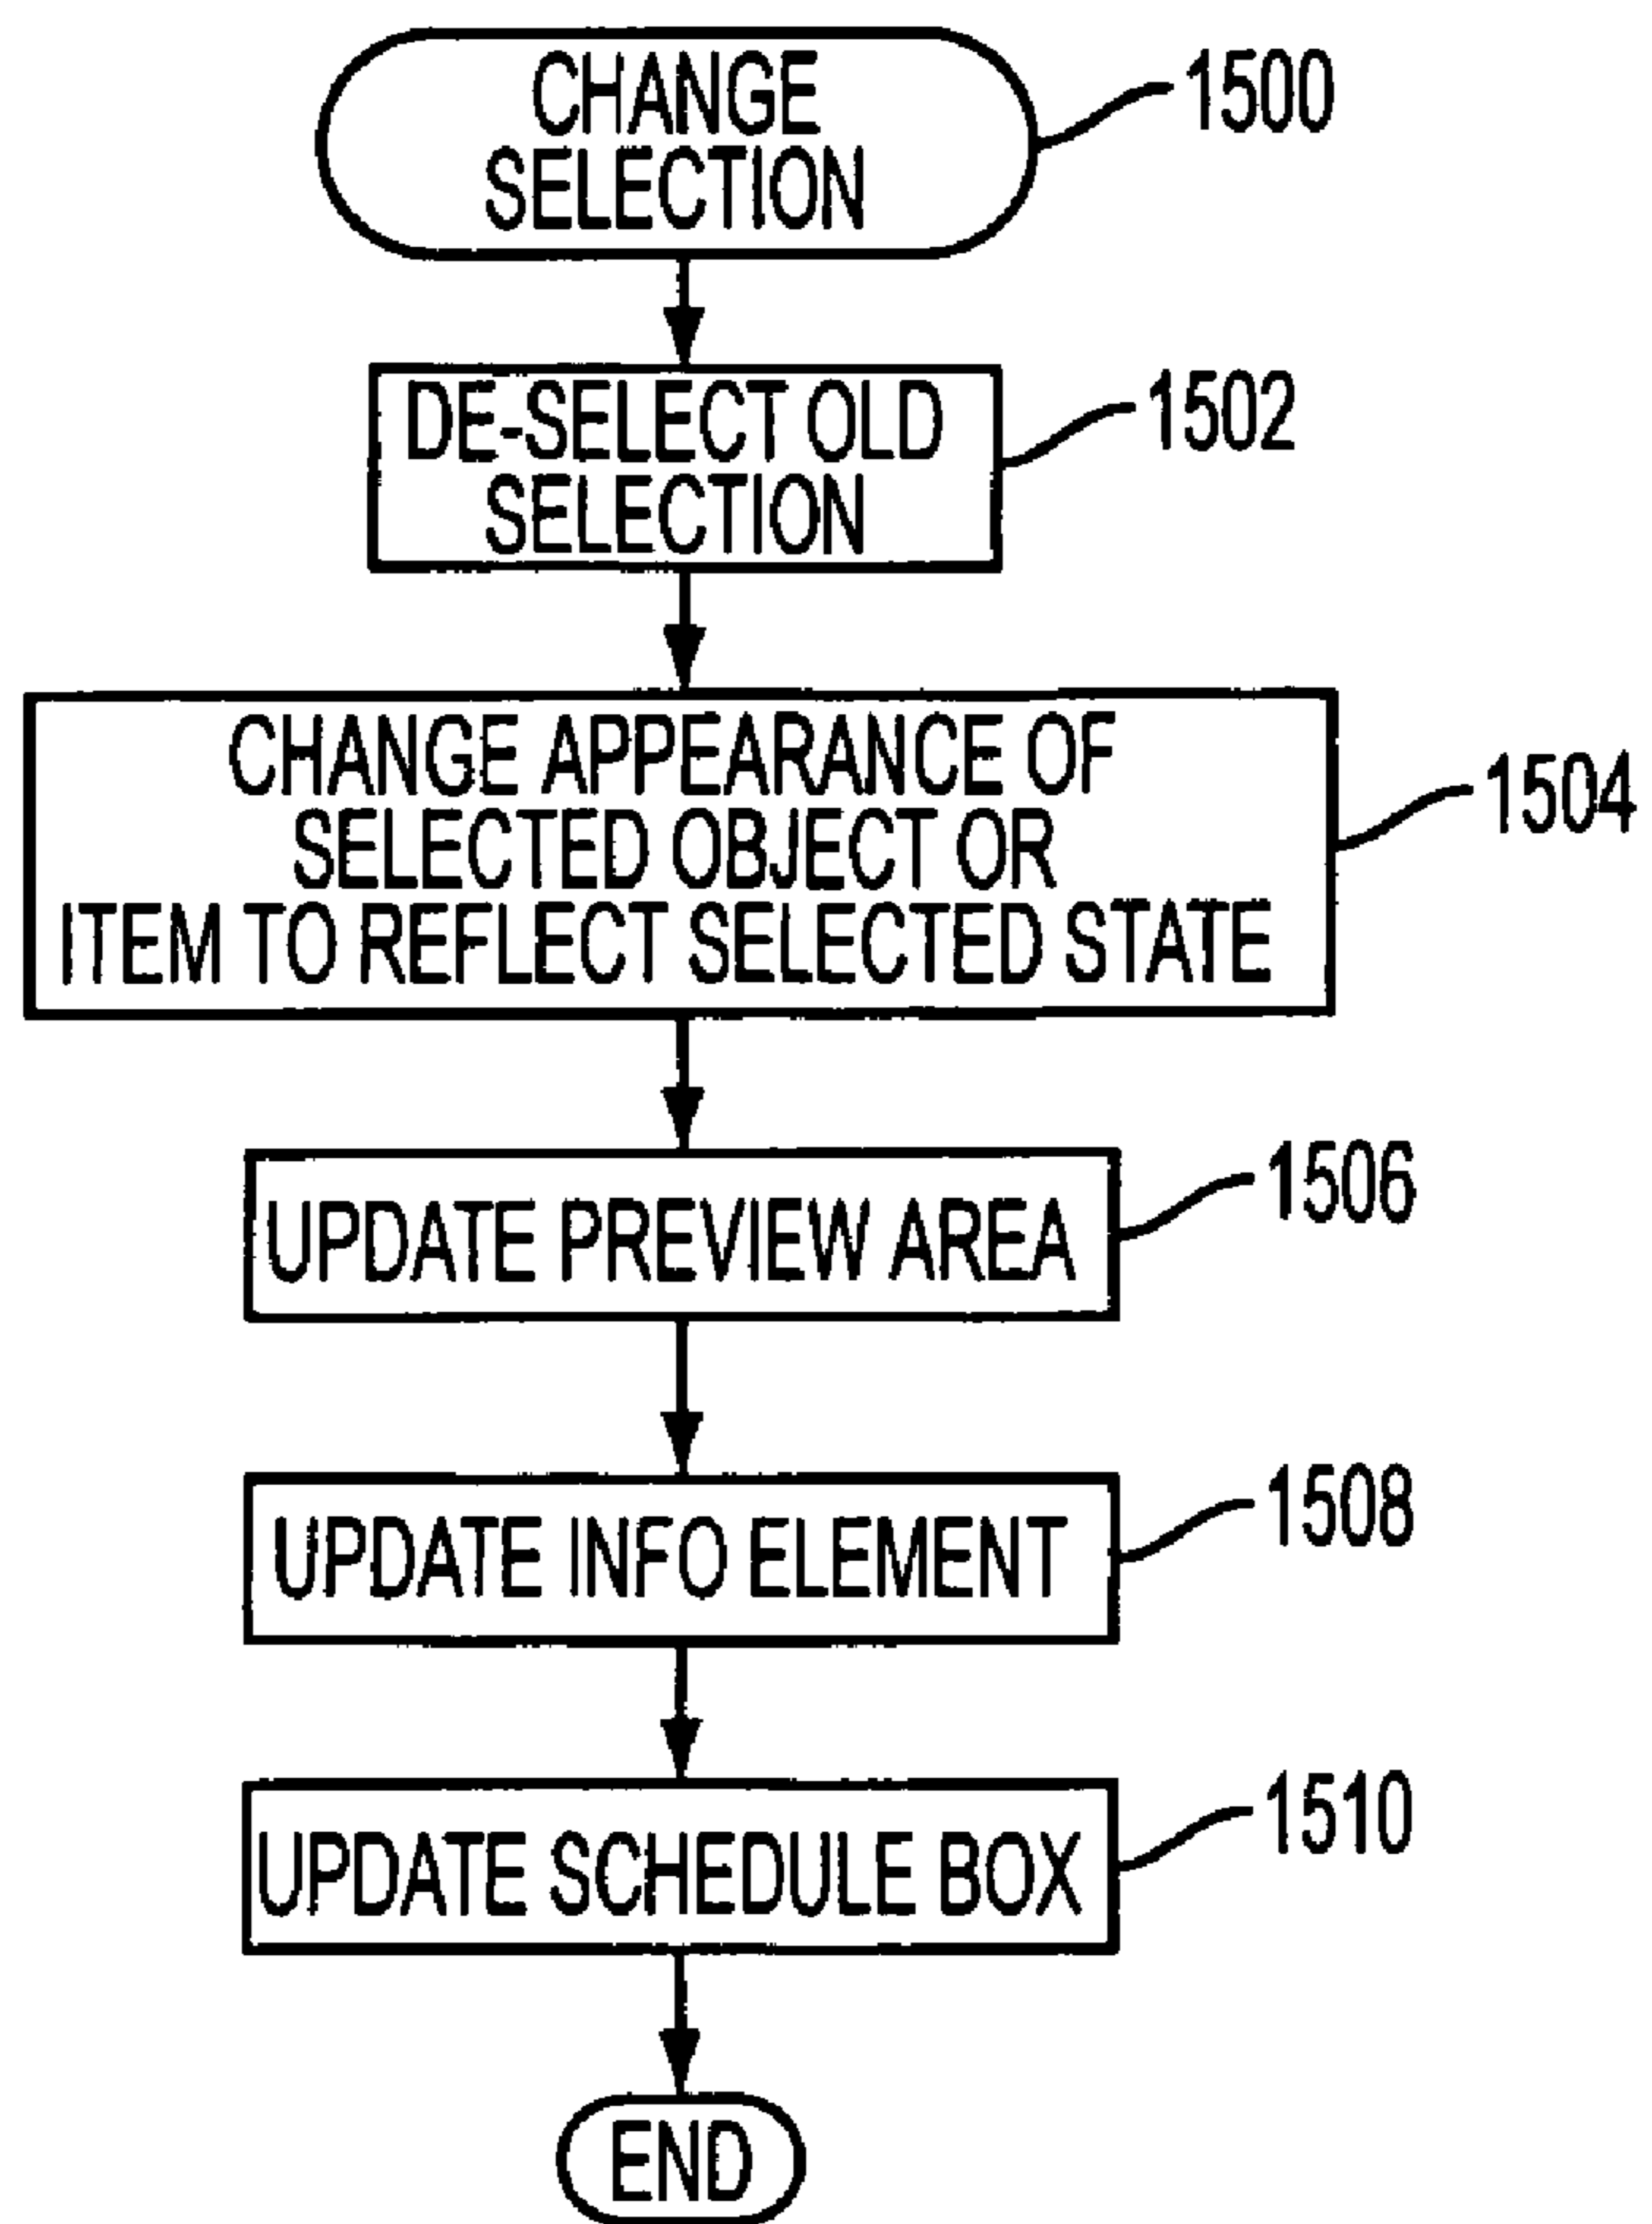 CHANGE
SELECTION
1500
DE-SELECT OLD
SELECTION
1502
CHANGE APPEARANCE OF
SELECTED OBJECT OR
ITEM TO REFLECT SELECTED STATE
1504
UPDATE PREVIEW AREA
1506
UPDATE INFO ELEMENT
1508
UPDATE SCHEDULE BOX
1510
END